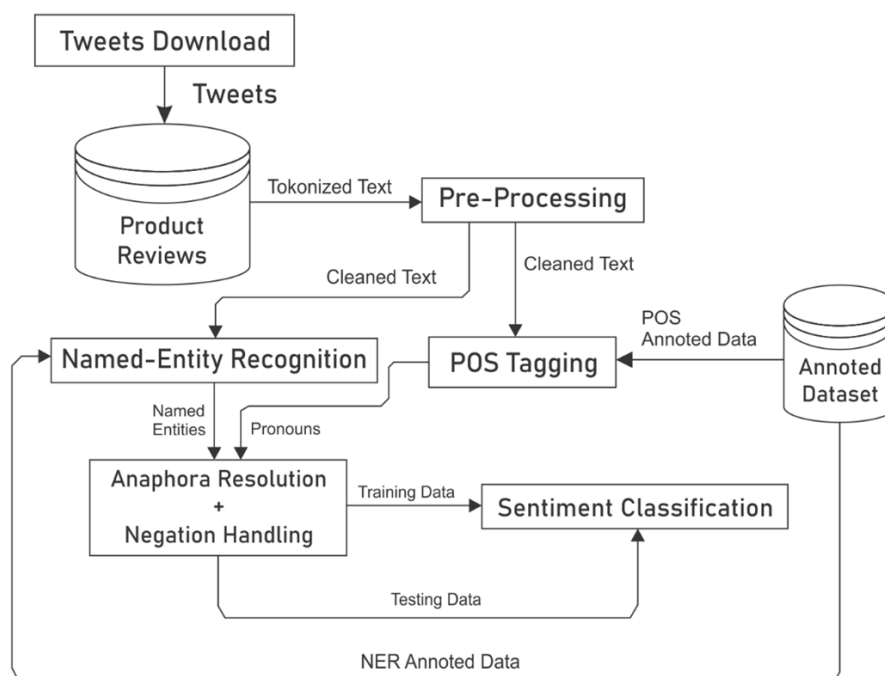 Tweets Download
Tweets
Product
Reviews
Tokonized Text
Pre-Processing
Cleaned Text
Cleaned Text
POS
Annoted Data
Named-Entity Recognition
POS Tagging
Annoted
Dataset
Named
Entities
Pronouns
Anaphora Resolution
+
Negation Handling
Training Data
Sentiment Classification
Testing Data
NER Annoted Data